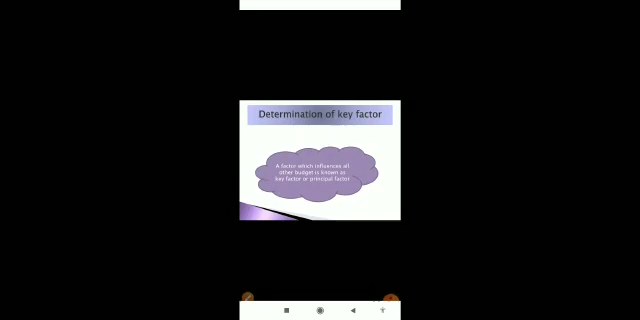 Determination of key factor
A factor which influences all
other budget is known as
key factor or principal factor